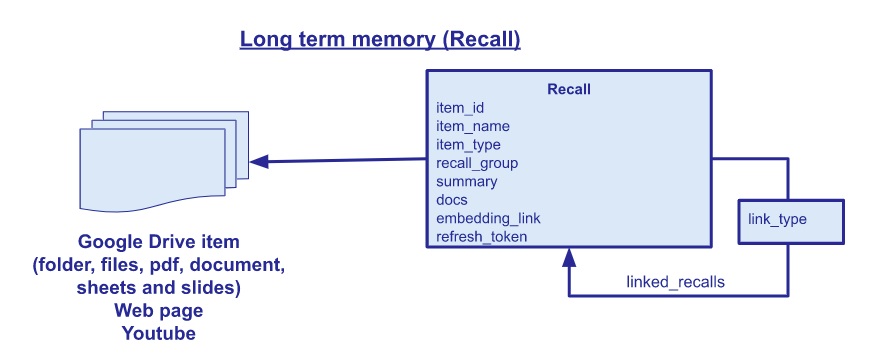 Long term memory (Recall)
Recall
item_id
item_name
item_type
recall_group
summary
docs
embedding_link
refresh_token
link_type
linked_recalls
Google Drive item
(folder, files, pdf, document,
sheets and slides)
Web page
Youtube